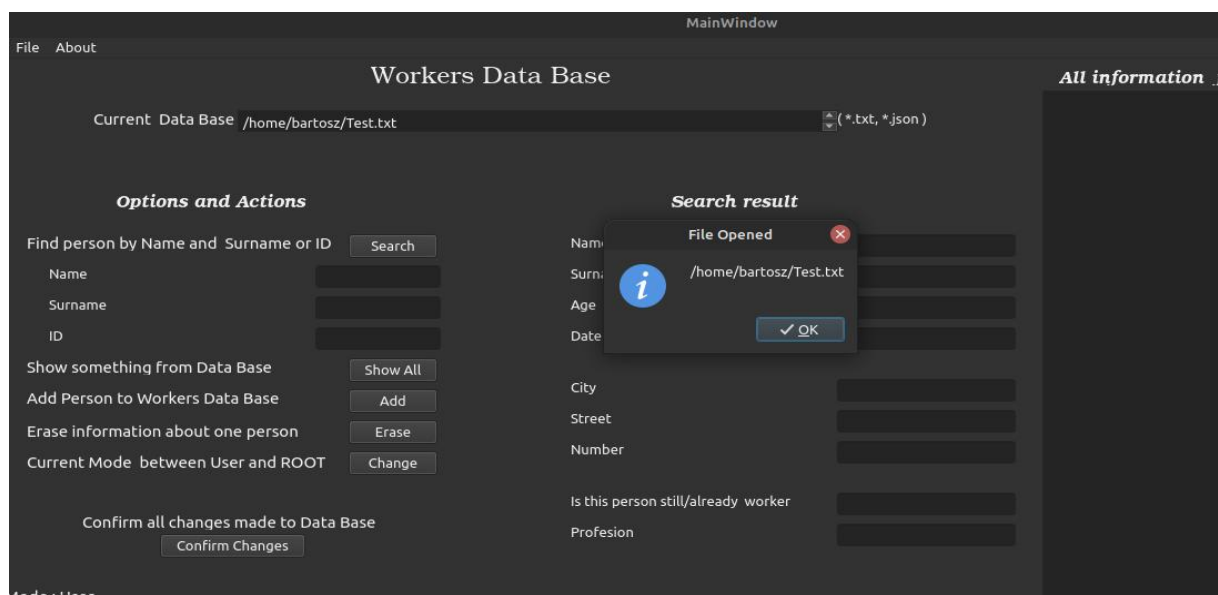 MainWindow
File About
Workers Data Base
All information
Current Data Base /home/bartosz/Test.txt ( *.txt, *.json )
Options and Actions
Search result
File Opened
/home/bartosz/Test.txt
OK
Find person by Name and Surname or ID Search
Name
Surname
ID
Show something from Data Base Show All
Add Person to Workers Data Base Add
Erase information about one person Erase
Current Mode between User and ROOT Change
Confirm all changes made to Data Base
Confirm Changes
Age
Date
City
Street
Number
Is this person still/already worker
Profesion